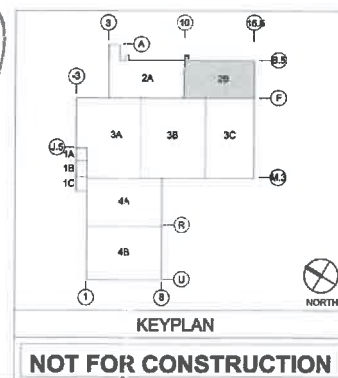 3
10
15.5
A
B.5
2A
2B
-3
F
3A
3B
3C
J.5
1A
1B
1C
M.3
4A
R
4B
U
1
8
NORTH
KEYPLAN
NOT FOR CONSTRUCTION